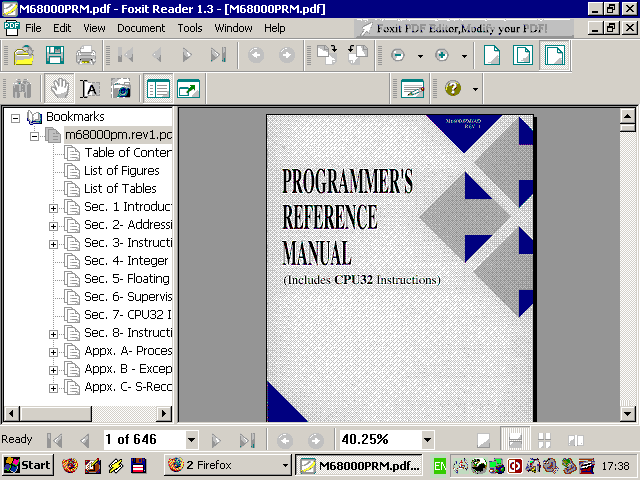 M68000PRM.pdf - Foxit Reader 1.3 - [M68000PRM.pdf]
PDF File Edit View Document Tools Window Help Foxit PDF Editor,Modify your PDF!
Bookmarks
m68000pm.rev1.pd
Table of Conten
List of Figures
List of Tables
Sec. 1 Introduct
Sec. 2- Addressi
Sec. 3- Instructi
Sec. 4- Integer
Sec. 5- Floating
Sec. 6- Supervis
Sec. 7- CPU32 I
Sec. 8- Instructi
Appx. A- Proces
Appx. B - Excep
Appx. C- S-Reco
M68000PM/AD
REV. 1
PROGRAMMER'S
REFERENCE
MANUAL
(Includes CPU32 Instructions)
Ready 1 of 646 40.25%
Start 2 Firefox M68000PRM.pdf... EN 17:38